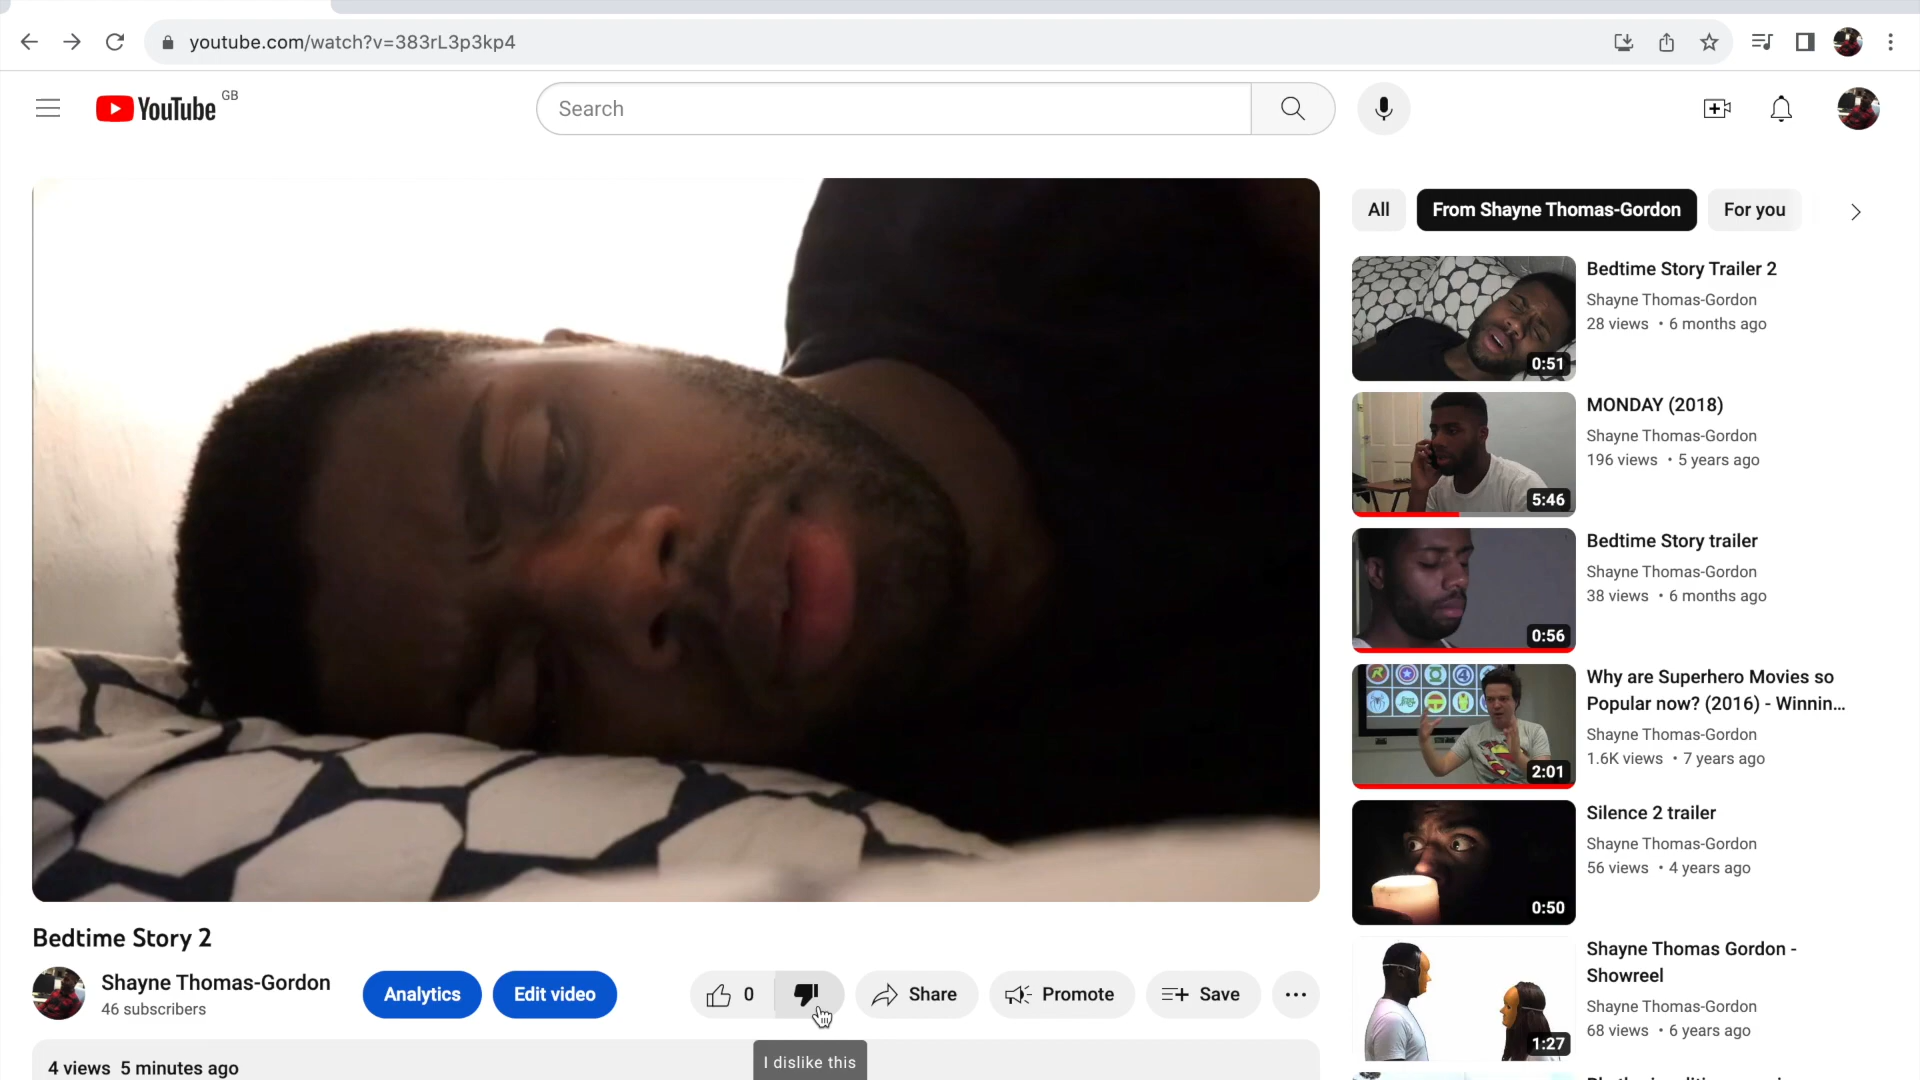 youtube.com/watch?v=383rL3p3kp4
YouTube GB
Search
All
From Shayne Thomas-Gordon
For you
Bedtime Story Trailer 2
Shayne Thomas-Gordon
28 views • 6 months ago
0:51
MONDAY (2018)
Shayne Thomas-Gordon
196 views • 5 years ago
5:46
Bedtime Story trailer
Shayne Thomas-Gordon
38 views • 6 months ago
0:56
Why are Superhero Movies so
Popular now? (2016) - Winnin...
Shayne Thomas-Gordon
1.6K views • 7 years ago
2:01
Silence 2 trailer
Shayne Thomas-Gordon
56 views • 4 years ago
0:50
Shayne Thomas Gordon -
Showreel
Shayne Thomas-Gordon
68 views • 6 years ago
1:27
Bedtime Story 2
Shayne Thomas-Gordon
46 subscribers
Analytics
Edit video
0
Share
Promote
Save
4 views 5 minutes ago
I dislike this